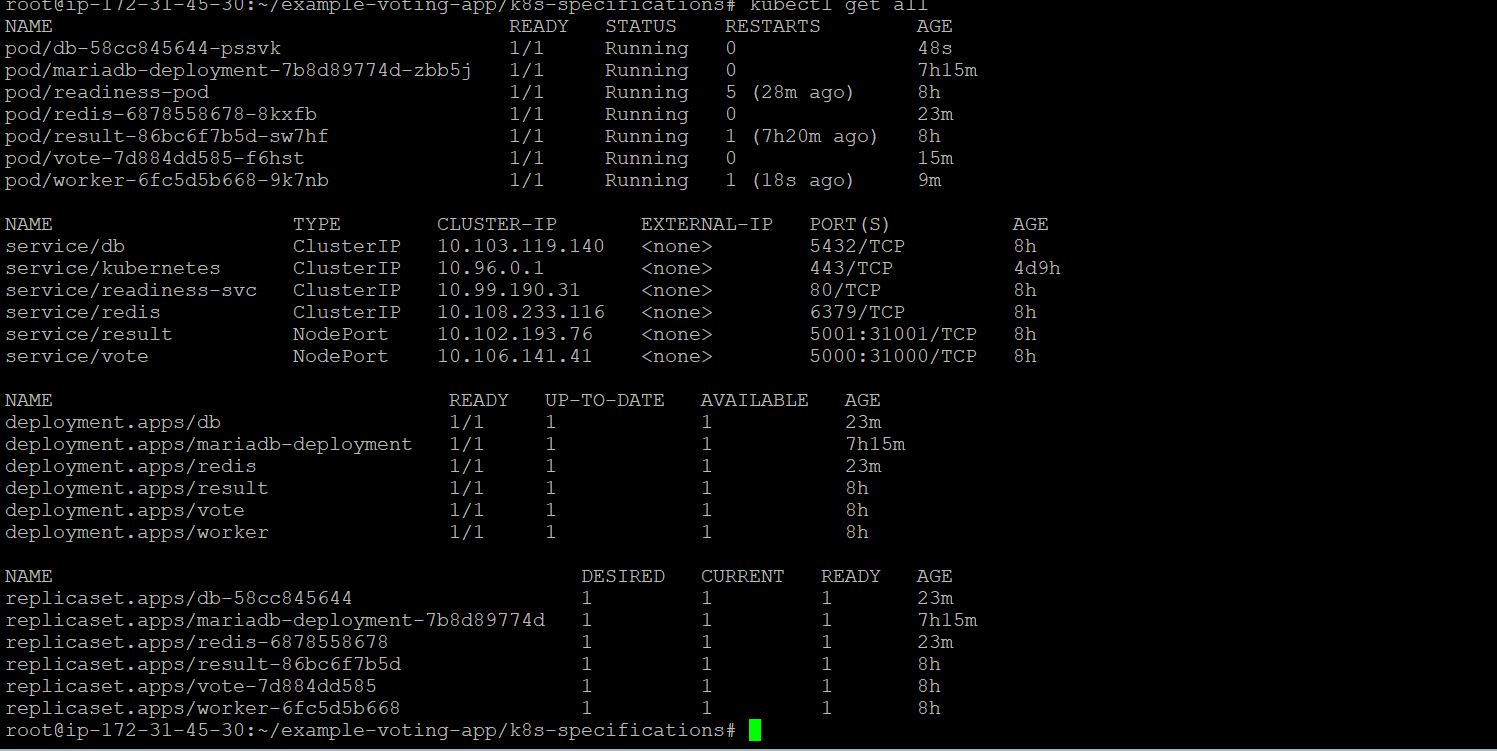 root@ip-172-31-45-30:~/example-voting-app/k8s-specifications# kubectl get all
NAME READY STATUS RESTARTS AGE
pod/db-58cc845644-pssvk 1/1 Running 0 48s
pod/mariadb-deployment-7b8d89774d-zbb5j 1/1 Running 0 7h15m
pod/readiness-pod 1/1 Running 5 (28m ago) 8h
pod/redis-6878558678-8kxfb 1/1 Running 0 23m
pod/result-86bc6f7b5d-sw7hf 1/1 Running 1 (7h20m ago) 8h
pod/vote-7d884dd585-f6hst 1/1 Running 0 15m
pod/worker-6fc5d5b668-9k7nb 1/1 Running 1 (18s ago) 9m
NAME TYPE CLUSTER-IP EXTERNAL-IP PORT(S) AGE
service/db ClusterIP 10.103.119.140 <none> 5432/TCP 8h
service/kubernetes ClusterIP 10.96.0.1 <none> 443/TCP 4d9h
service/readiness-svc ClusterIP 10.99.190.31 <none> 80/TCP 8h
service/redis ClusterIP 10.108.233.116 <none> 6379/TCP 8h
service/result NodePort 10.102.193.76 <none> 5001:31001/TCP 8h
service/vote NodePort 10.106.141.41 <none> 5000:31000/TCP 8h
NAME READY UP-TO-DATE AVAILABLE AGE
deployment.apps/db 1/1 1 1 23m
deployment.apps/mariadb-deployment 1/1 1 1 7h15m
deployment.apps/redis 1/1 1 1 23m
deployment.apps/result 1/1 1 1 8h
deployment.apps/vote 1/1 1 1 8h
deployment.apps/worker 1/1 1 1 8h
NAME DESIRED CURRENT READY AGE
replicaset.apps/db-58cc845644 1 1 1 23m
replicaset.apps/mariadb-deployment-7b8d89774d 1 1 1 7h15m
replicaset.apps/redis-6878558678 1 1 1 23m
replicaset.apps/result-86bc6f7b5d 1 1 1 8h
replicaset.apps/vote-7d884dd585 1 1 1 8h
replicaset.apps/worker-6fc5d5b668 1 1 1 8h
root@ip-172-31-45-30:~/example-voting-app/k8s-specifications#